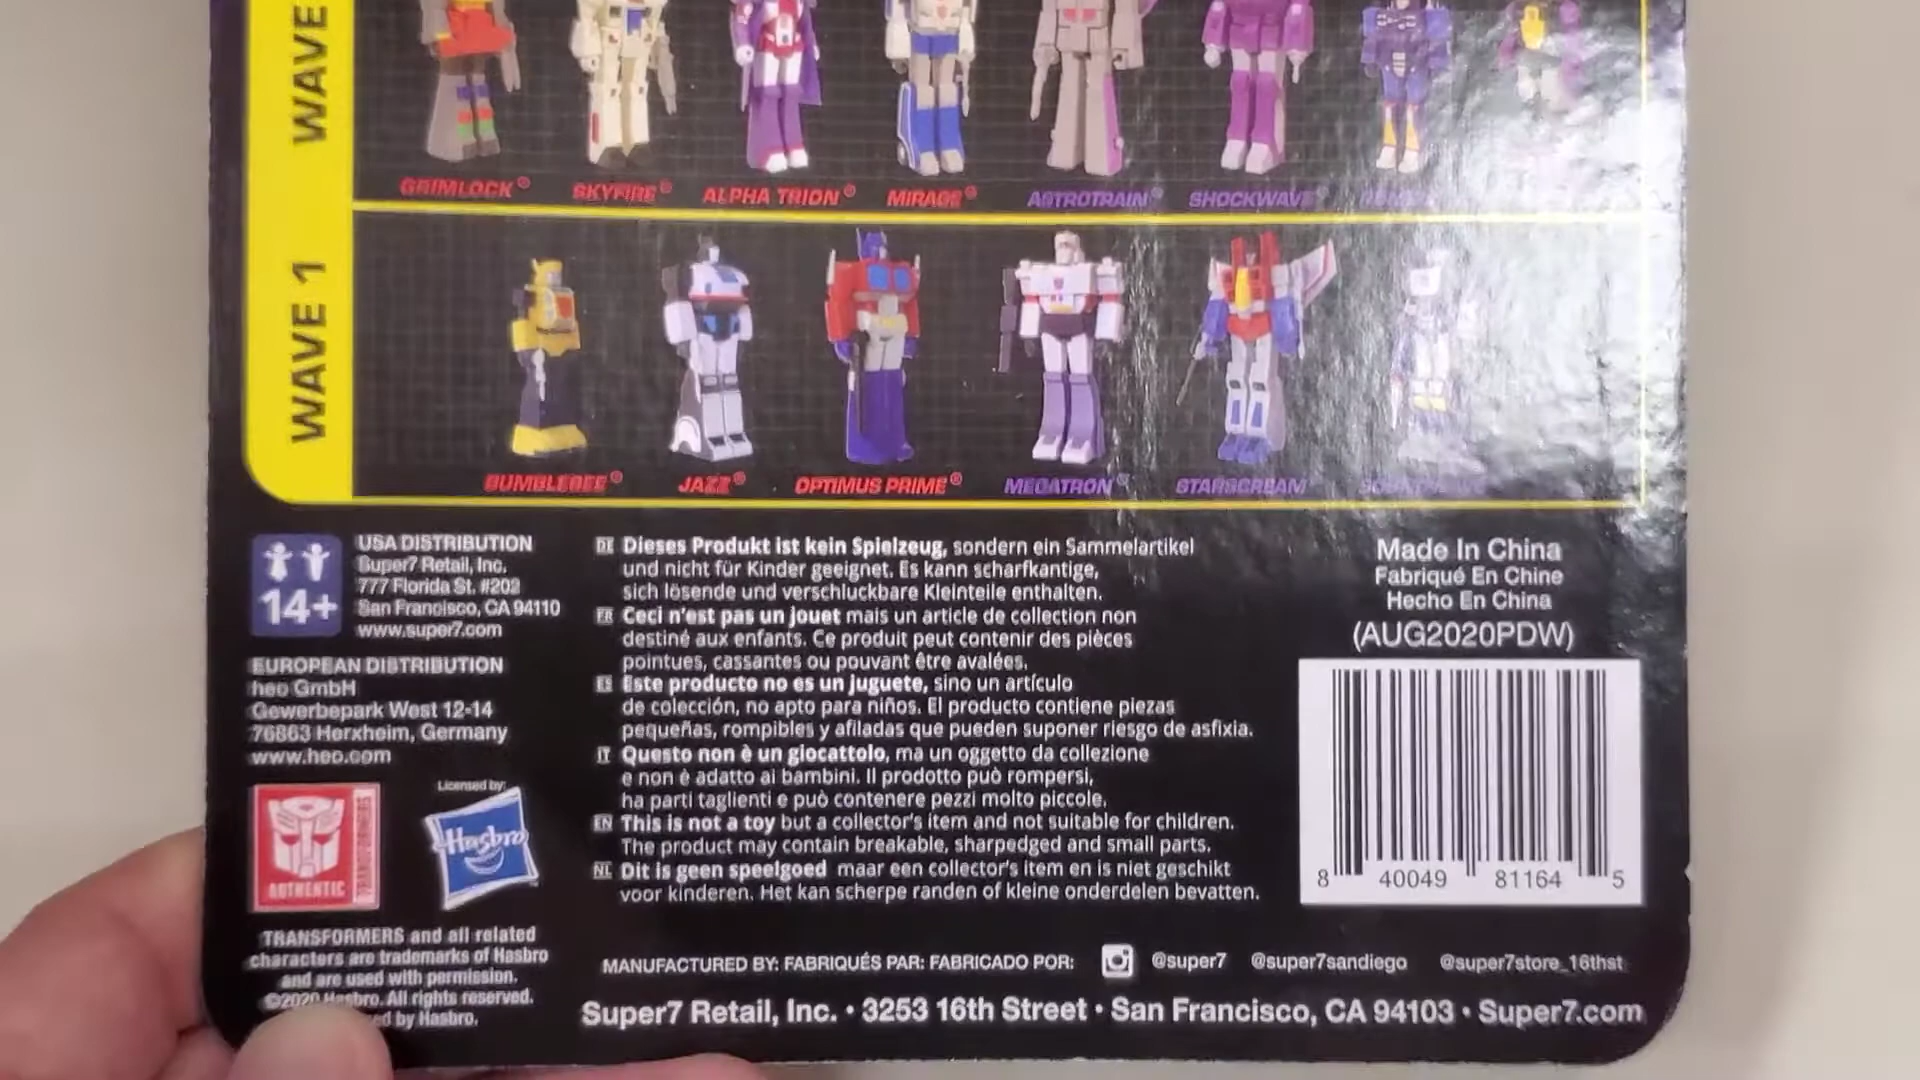 WAVE
GRIMLOCK® SKYFIRE® ALPHA TRION® MIRAGE® ASTROTRAIN® SHOCKWAVE®
WAVE 1
BUMBLEBEE® JAZZ® OPTIMUS PRIME® MEGATRON STARSCREAM
14+
USA DISTRIBUTION
Super7 Retail, Inc.
777 Florida St. #202
San Francisco, CA 94110
www.super7.com
EUROPEAN DISTRIBUTION
heo GmbH
Gewerbepark West 12-14
76863 Herxheim, Germany
www.heo.com
AUTHENTIC
TRANSFORMERS
Licensed by:
Hasbro
TRANSFORMERS and all related
characters are trademarks of Hasbro
and are used with permission.
©2020 Hasbro. All rights reserved.
by Hasbro.
DE Dieses Produkt ist kein Spielzeug, sondern ein Sammelartikel
und nicht für Kinder geeignet. Es kann scharfkantige,
sich lösende und verschluckbare Kleinteile enthalten.
FR Ceci n'est pas un jouet mais un article de collection non
destiné aux enfants. Ce produit peut contenir des pièces
pointues, cassantes ou pouvant être avalées.
ES Este producto no es un juguete, sino un artículo
de colección, no apto para niños. El producto contiene piezas
pequeñas, rompibles y afiladas que pueden suponer riesgo de asfixia.
IT Questo non è un giocattolo, ma un oggetto da collezione
e non è adatto ai bambini. Il prodotto può rompersi,
ha parti taglienti e può contenere pezzi molto piccole.
EN This is not a toy but a collector's item and not suitable for children.
The product may contain breakable, sharpedged and small parts.
NL Dit is geen speelgoed maar een collector's item en is niet geschikt
voor kinderen. Het kan scherpe randen of kleine onderdelen bevatten.
Made In China
Fabriqué En Chine
Hecho En China
(AUG2020PDW)
8 40049 81164 5
MANUFACTURED BY: FABRIQUÉS PAR: FABRICADO POR: @super7 @super7sandiego @super7store_16thst
Super7 Retail, Inc. • 3253 16th Street • San Francisco, CA 94103 • Super7.com